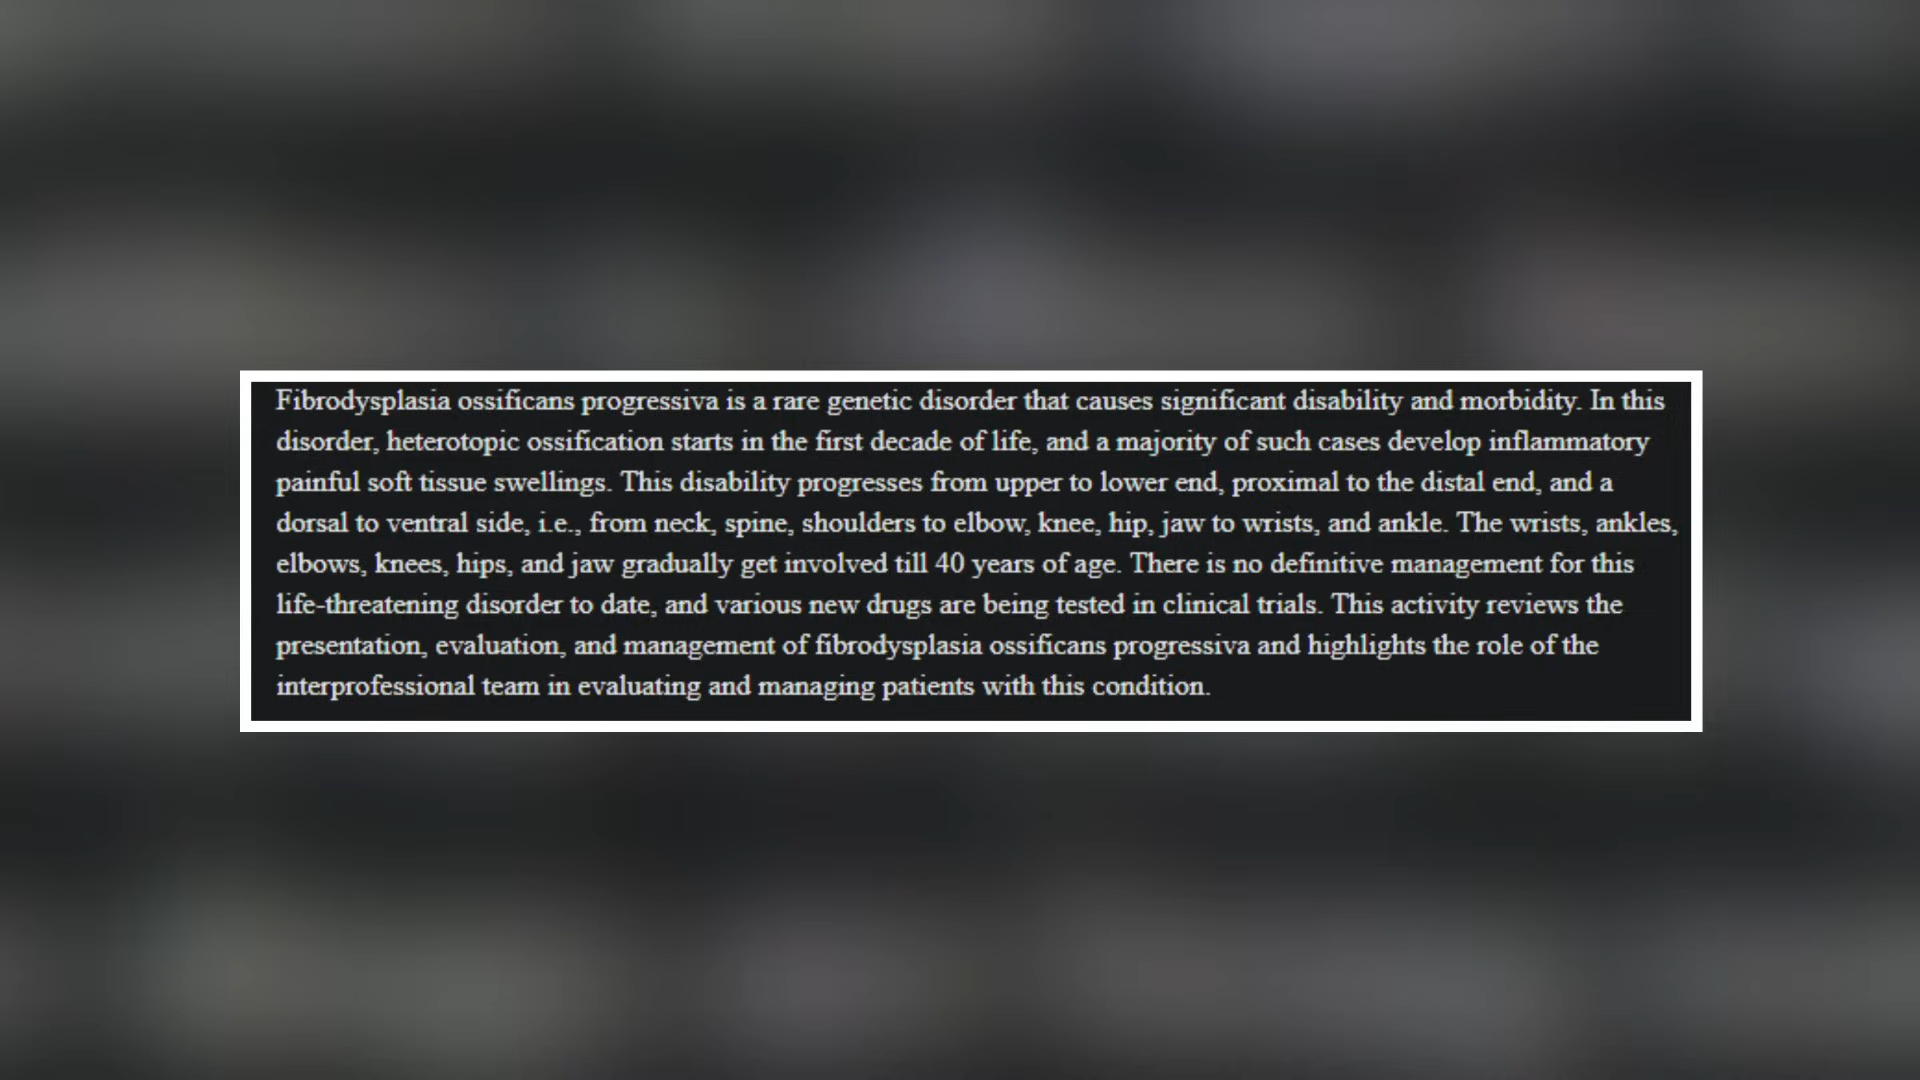 Fibrodysplasia ossificans progressiva is a rare genetic disorder that causes significant disability and morbidity. In this
disorder, heterotopic ossification starts in the first decade of life, and a majority of such cases develop inflammatory
painful soft tissue swellings. This disability progresses from upper to lower end, proximal to the distal end, and a
dorsal to ventral side, i.e., from neck, spine, shoulders to elbow, knee, hip, jaw to wrists, and ankle. The wrists, ankles,
elbows, knees, hips, and jaw gradually get involved till 40 years of age. There is no definitive management for this
life-threatening disorder to date, and various new drugs are being tested in clinical trials. This activity reviews the
presentation, evaluation, and management of fibrodysplasia ossificans progressiva and highlights the role of the
interprofessional team in evaluating and managing patients with this condition.